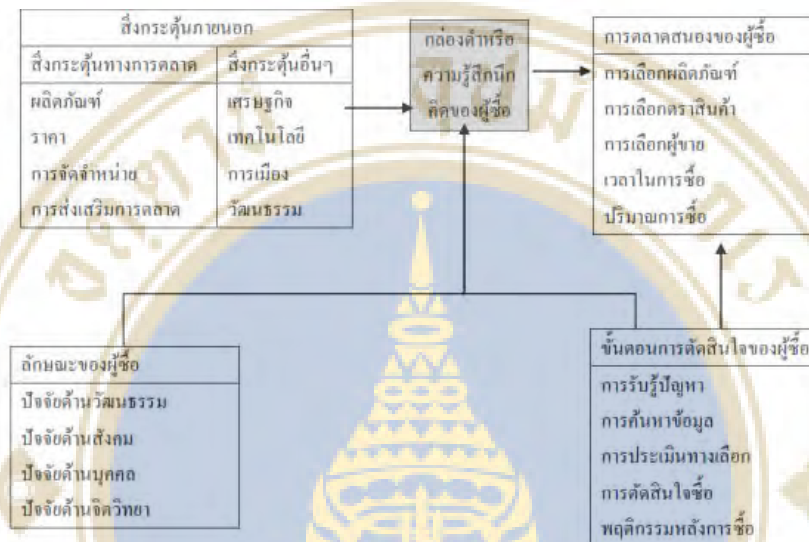 สิ่งกระตุ้นภายนอก
สิ่งกระตุ้นทางการตลาด สิ่งกระตุ้นอื่นๆ
ผลิตภัณฑ์ เศรษฐกิจ
ราคา เทคโนโลยี
การจัดจำหน่าย การเมือง
การส่งเสริมการตลาด วัฒนธรรม
กล่องดำหรือ
ความรู้สึกนึก
คิดของผู้ซื้อ
การตลาดสนองของผู้ซื้อ
การเลือกผลิตภัณฑ์
การเลือกตราสินค้า
การเลือกผู้ขาย
เวลาในการซื้อ
ปริมาณการซื้อ
ลักษณะของผู้ซื้อ
ปัจจัยด้านวัฒนธรรม
ปัจจัยด้านสังคม
ปัจจัยด้านบุคคล
ปัจจัยด้านจิตวิทยา
ขั้นตอนการตัดสินใจของผู้ซื้อ
การรับรู้ปัญหา
การค้นหาข้อมูล
การประเมินทางเลือก
การตัดสินใจซื้อ
พฤติกรรมหลังการซื้อ